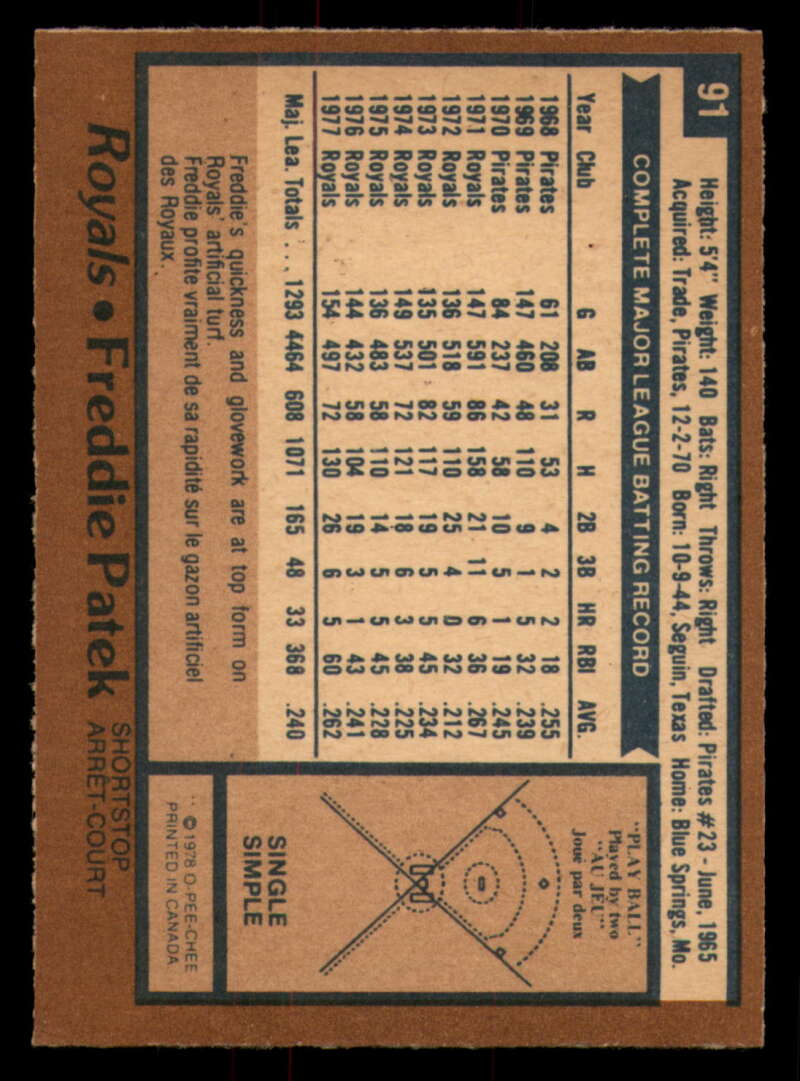 91
Height: 5'4" Weight: 140 Bats: Right Throws: Right Drafted: Pirates #23 - June, 1965
Acquired: Trade, Pirates, 12-2-70 Born: 10-9-44, Seguin, Texas Home: Blue Springs, Mo.
COMPLETE MAJOR LEAGUE BATTING RECORD
Year Club G AB R H 2B 3B HR RBI AVG.
1968 Pirates 61 208 31 53 4 2 2 18 .255
1969 Pirates 147 460 48 110 9 1 5 32 .239
1970 Pirates 84 237 42 58 10 5 1 19 .245
1971 Royals 147 591 86 158 21 11 6 36 .267
1972 Royals 136 518 59 110 25 4 0 32 .212
1973 Royals 135 501 82 117 19 5 5 45 .234
1974 Royals 149 537 72 121 18 6 3 38 .225
1975 Royals 136 483 58 110 14 5 5 45 .228
1976 Royals 144 432 58 104 19 3 1 43 .241
1977 Royals 154 497 72 130 26 6 5 60 .262
Maj. Lea. Totals ... 1293 4464 608 1071 165 48 33 368 .240
Freddie's quickness and glovework are at top form on
Royals' artificial turf.
Freddie profite vraiment de sa rapidité sur le gazon artificiel
des Royaux.
"PLAY BALL"
Played by two
"AU JEU"
Joué par deux
SINGLE
SIMPLE
© 1978 O-PEE-CHEE
PRINTED IN CANADA
Royals • Freddie Patek
SHORTSTOP
ARRÊT-COURT